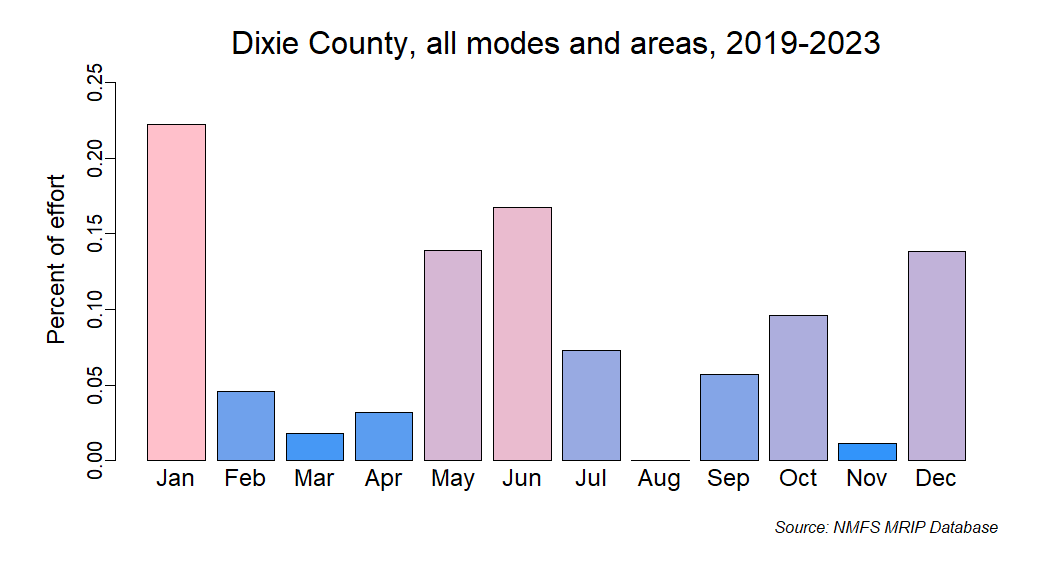 Dixie County, all modes and areas, 2019-2023
Percent of effort
0.25
0.20
0.15
0.10
0.05
0.00
Jan Feb Mar Apr May Jun Jul Aug Sep Oct Nov Dec
Source: NMFS MRIP Database